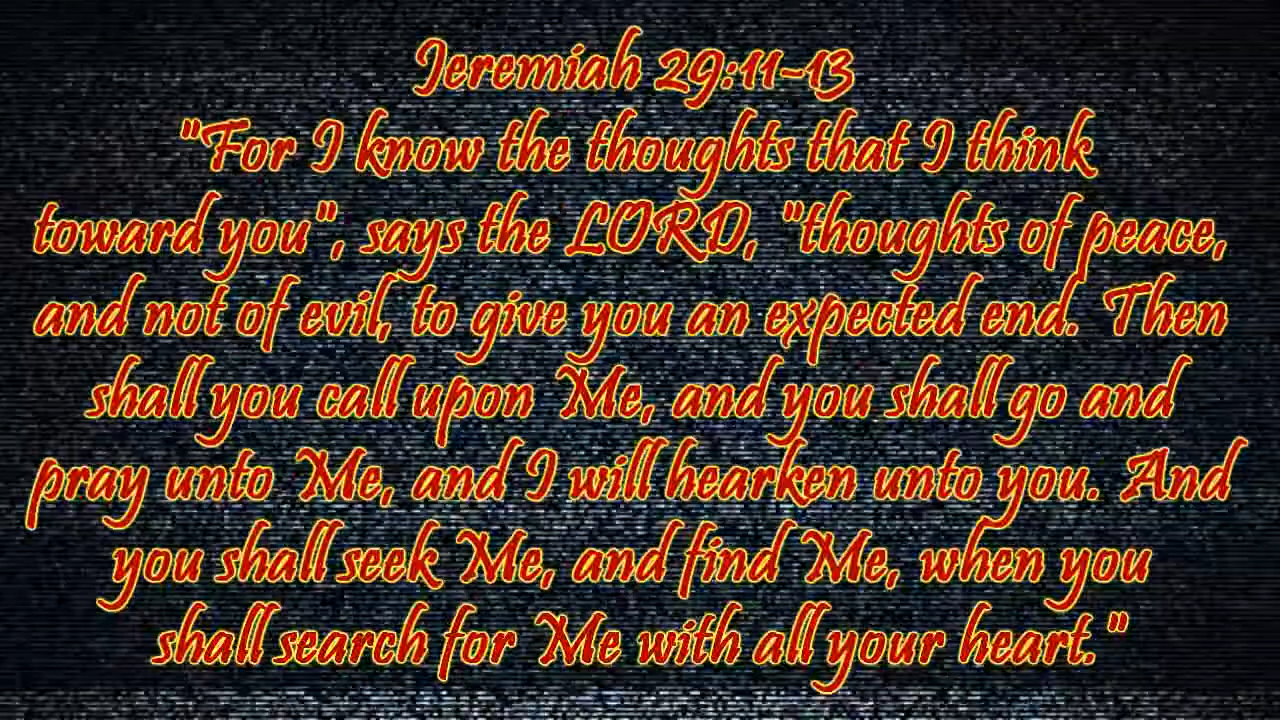 Jeremiah 29:11-13
"For I know the thoughts that I think
toward you", says the LORD, "thoughts of peace,
and not of evil, to give you an expected end. Then
shall you call upon Me, and you shall go and
pray unto Me, and I will hearken unto you. And
you shall seek Me, and find Me, when you
shall search for Me with all your heart."